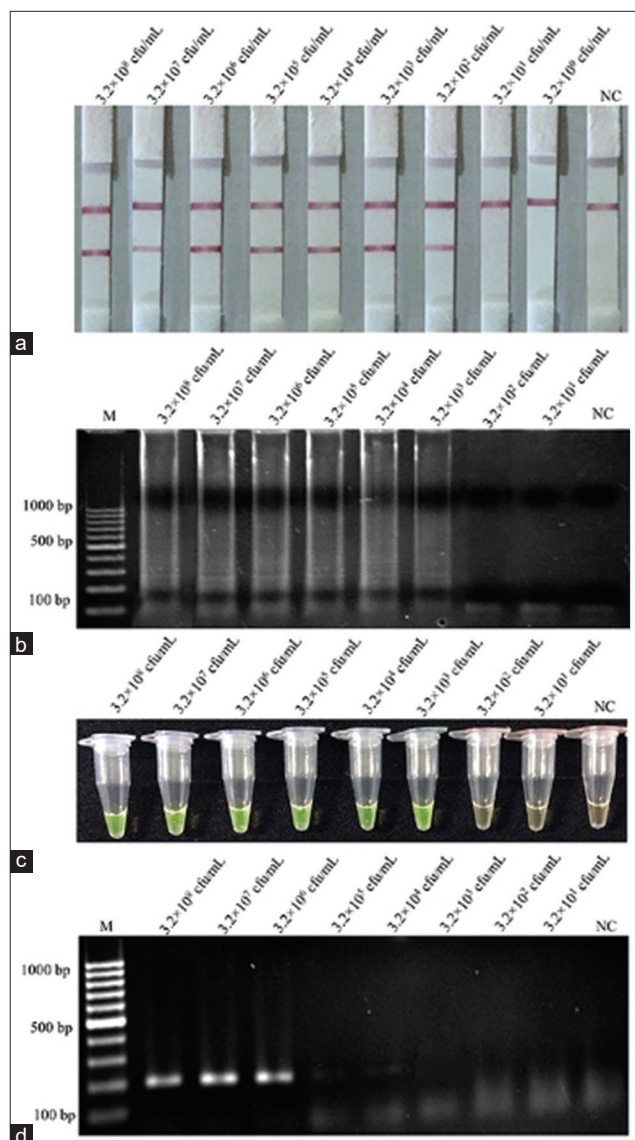 3.2×10⁸ cfu/mL 3.2×10⁷ cfu/mL 3.2×10⁶ cfu/mL 3.2×10⁵ cfu/mL 3.2×10⁴ cfu/mL 3.2×10³ cfu/mL 3.2×10² cfu/mL 3.2×10¹ cfu/mL 3.2×10⁰ cfu/mL NC
a
M 3.2×10⁸ cfu/mL 3.2×10⁷ cfu/mL 3.2×10⁶ cfu/mL 3.2×10⁵ cfu/mL 3.2×10⁴ cfu/mL 3.2×10³ cfu/mL 3.2×10² cfu/mL 3.2×10¹ cfu/mL NC
1000 bp
500 bp
100 bp
b
3.2×10⁸ cfu/mL 3.2×10⁷ cfu/mL 3.2×10⁶ cfu/mL 3.2×10⁵ cfu/mL 3.2×10⁴ cfu/mL 3.2×10³ cfu/mL 3.2×10² cfu/mL 3.2×10¹ cfu/mL NC
c
M 3.2×10⁸ cfu/mL 3.2×10⁷ cfu/mL 3.2×10⁶ cfu/mL 3.2×10⁵ cfu/mL 3.2×10⁴ cfu/mL 3.2×10³ cfu/mL 3.2×10² cfu/mL 3.2×10¹ cfu/mL NC
1000 bp
500 bp
100 bp
d